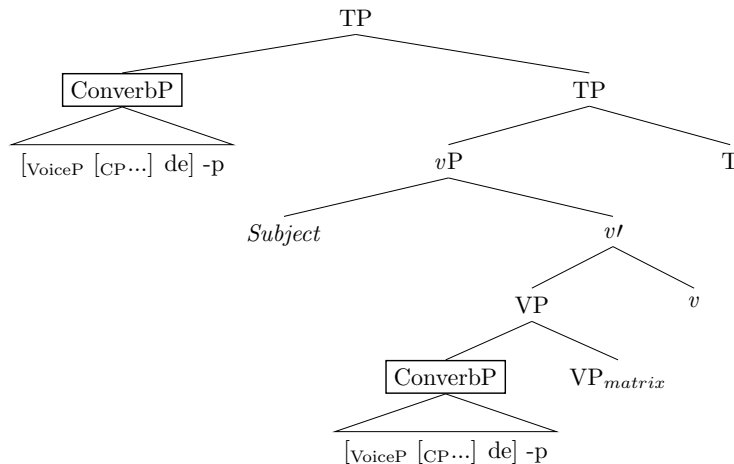 TP
ConverbP
TP
[VoiceP [CP...] de] -p
vP
T
Subject
v′
VP
v
ConverbP
VPmatrix
[VoiceP [CP...] de] -p